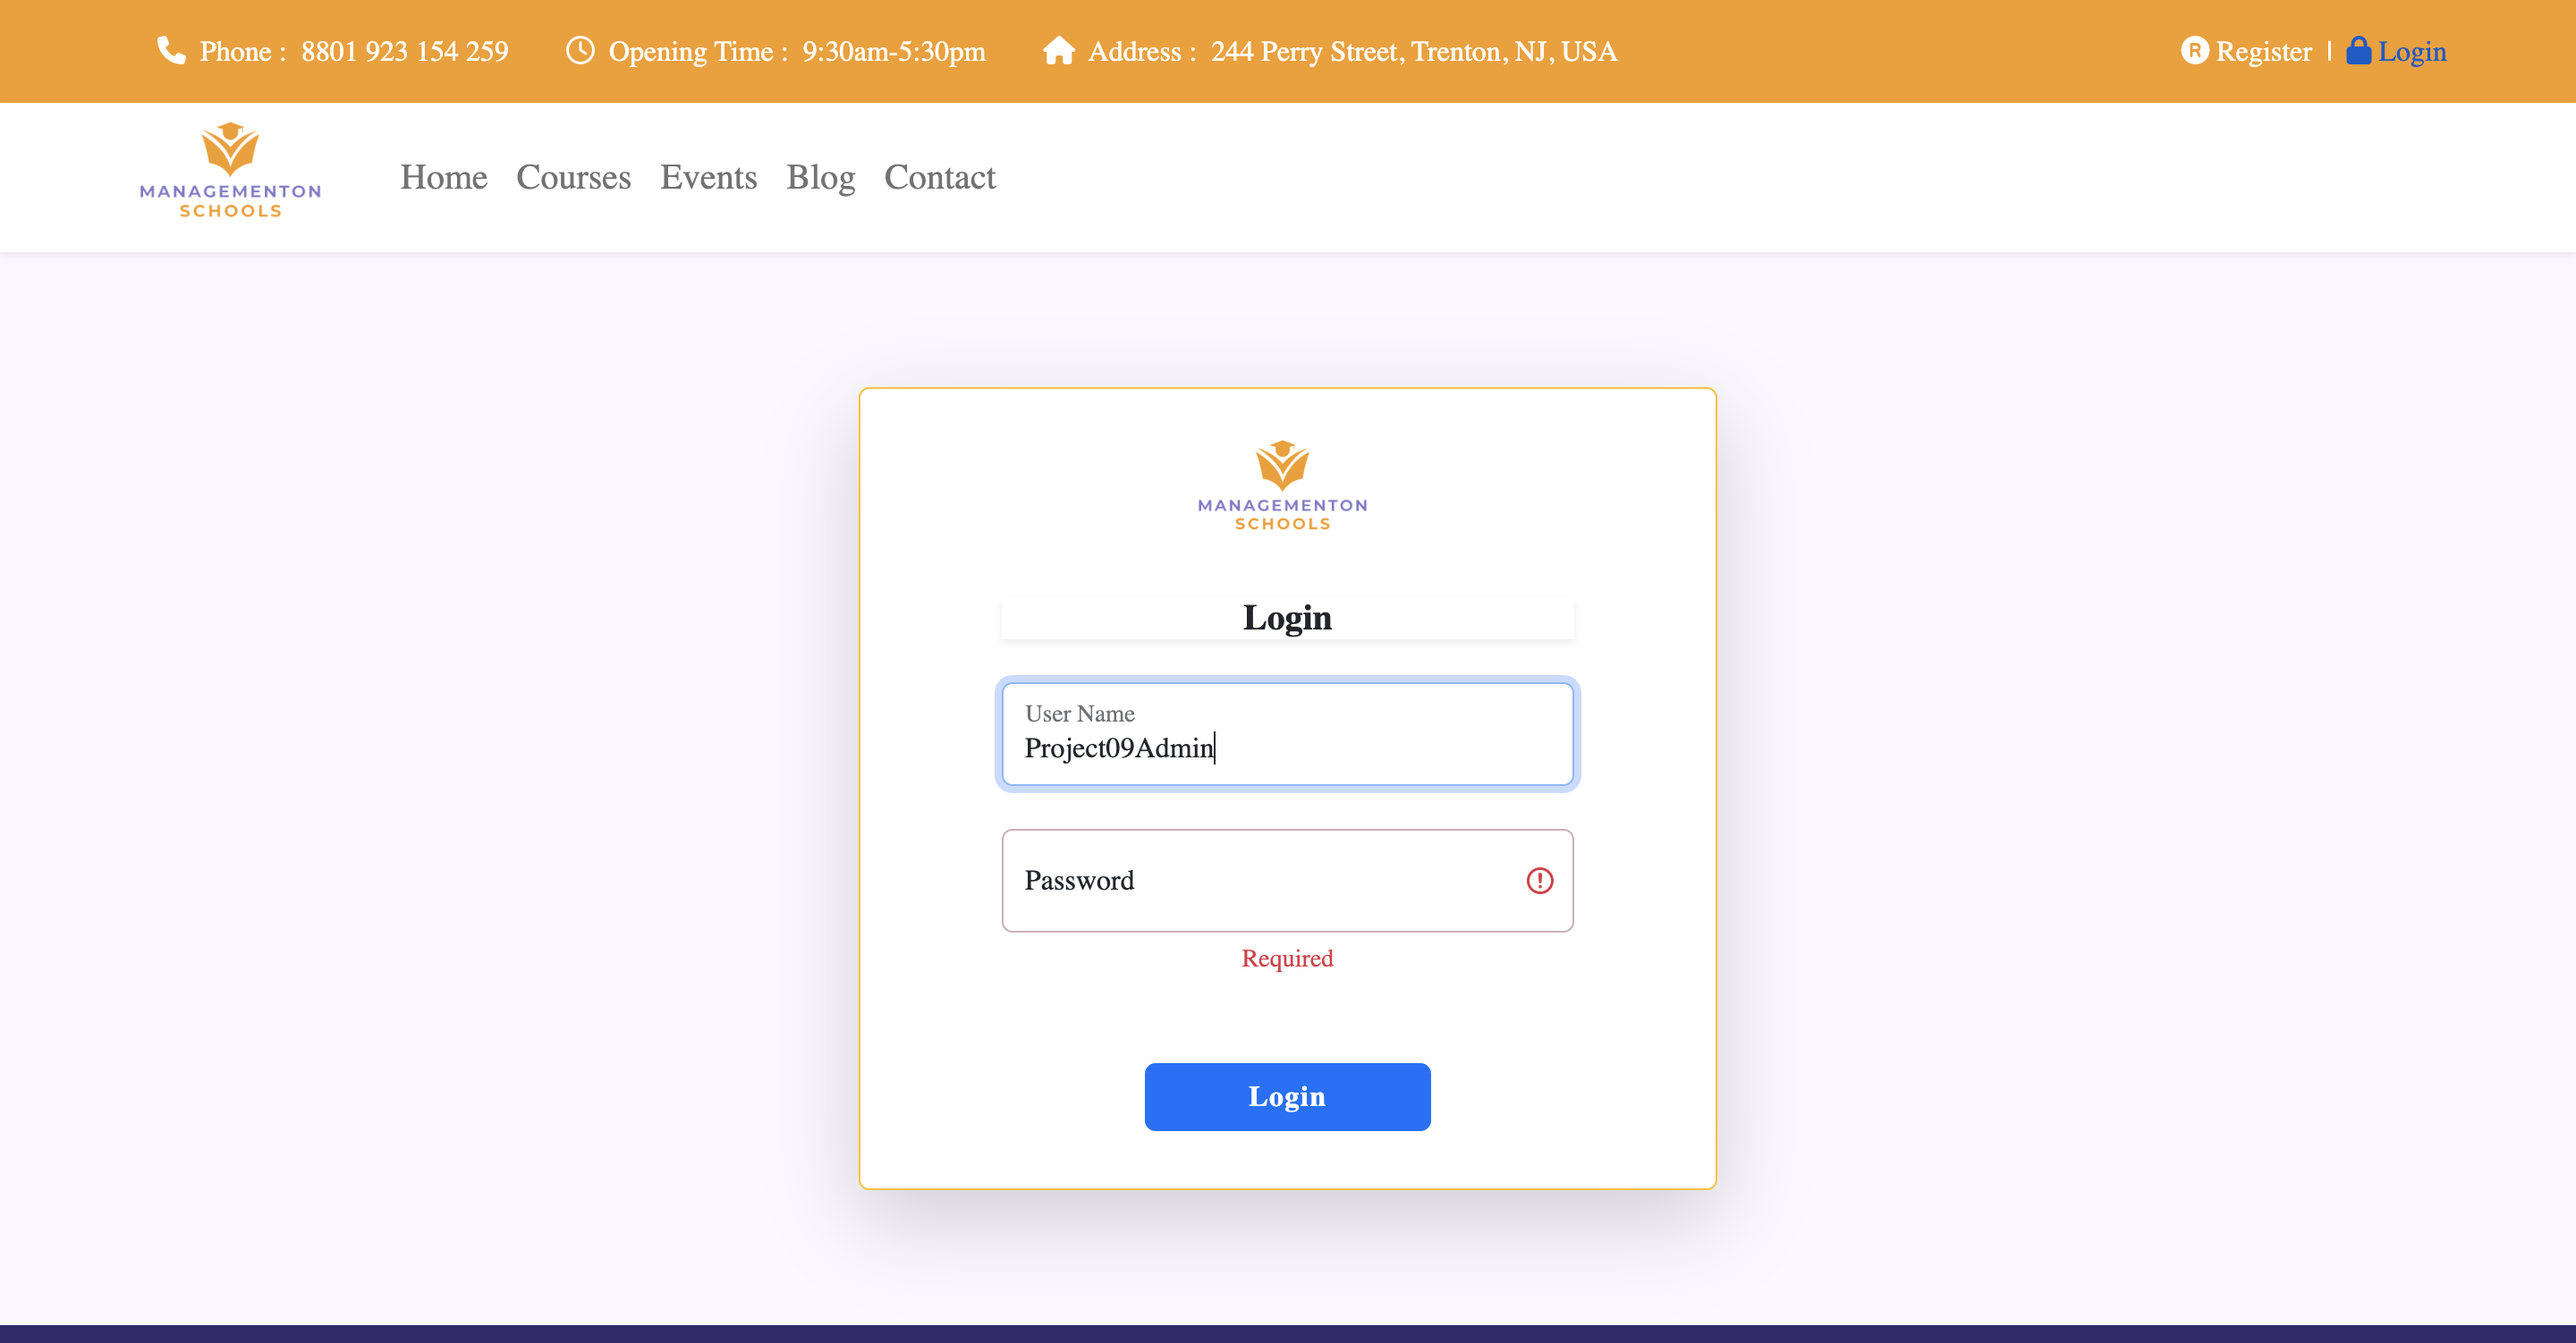 Phone : 8801 923 154 259 Opening Time : 9:30am-5:30pm Address : 244 Perry Street, Trenton, NJ, USA R Register | Login
MANAGEMENTON
SCHOOLS
Home Courses Events Blog Contact
MANAGEMENTON
SCHOOLS
Login
User Name
Project09Admin
Password
Required
Login